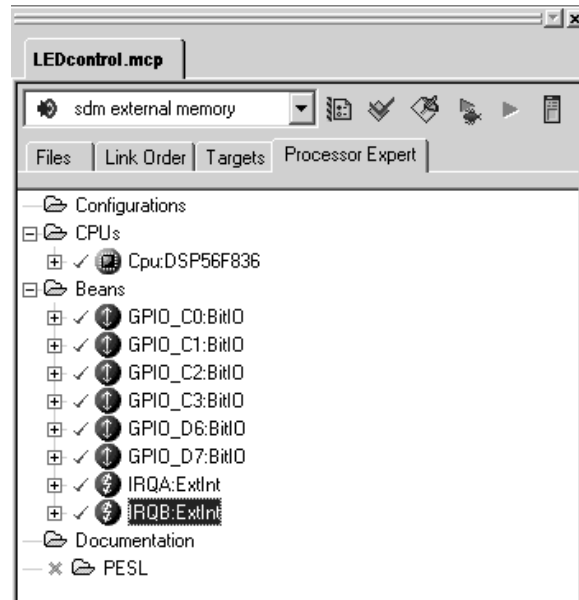 LEDcontrol.mcp
sdm external memory
Files Link Order Targets Processor Expert
Configurations
CPUs
Cpu:DSP56F836
Beans
GPIO_C0:BitIO
GPIO_C1:BitIO
GPIO_C2:BitIO
GPIO_C3:BitIO
GPIO_D6:BitIO
GPIO_D7:BitIO
IRQA:ExtInt
IRQB:ExtInt
Documentation
PESL